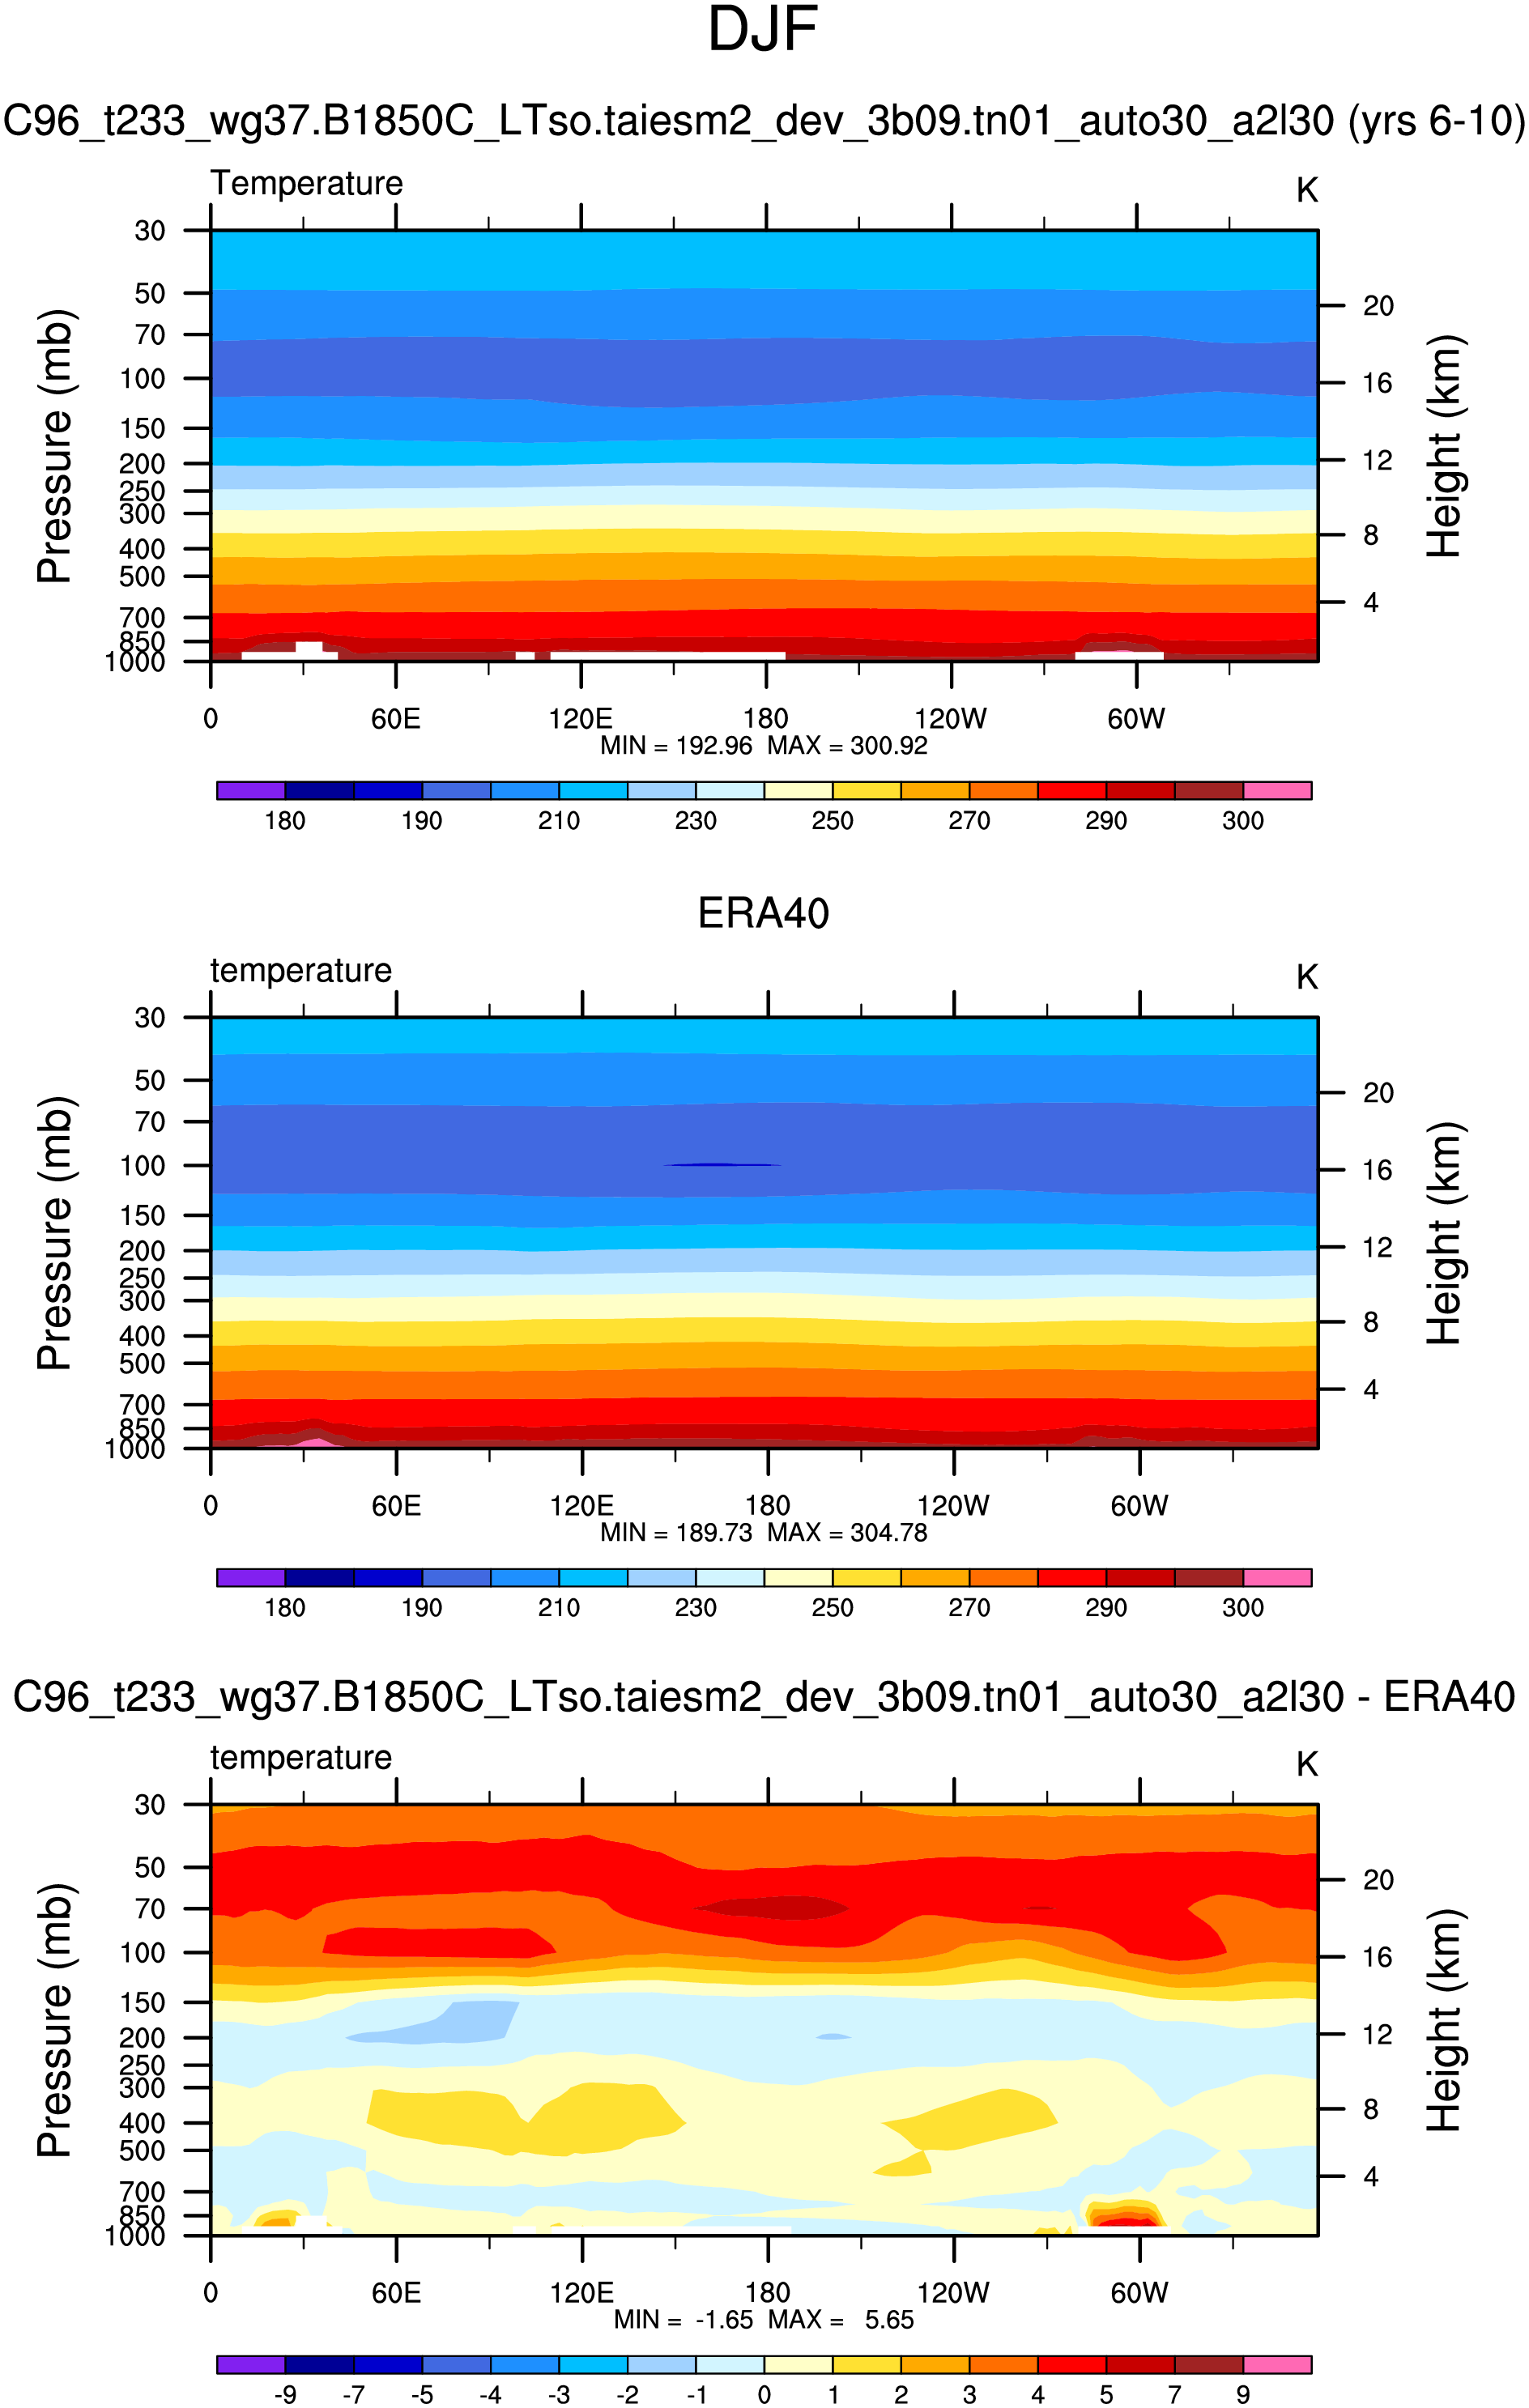 DJF
C96_t233_wg37.B1850C_LTso.taiesm2_dev_3b09.tn01_auto30_a2l30 (yrs 6-10)
Temperature K
30
50
70
100
150
200
250
300
400
500
700
850
1000
Pressure (mb)
20
16
12
8
4
Height (km)
0 60E 120E 180 120W 60W
MIN = 192.96 MAX = 300.92
180 190 210 230 250 270 290 300
ERA40
temperature K
30
50
70
100
150
200
250
300
400
500
700
850
1000
Pressure (mb)
20
16
12
8
4
Height (km)
0 60E 120E 180 120W 60W
MIN = 189.73 MAX = 304.78
180 190 210 230 250 270 290 300
C96_t233_wg37.B1850C_LTso.taiesm2_dev_3b09.tn01_auto30_a2l30 - ERA40
temperature K
30
50
70
100
150
200
250
300
400
500
700
850
1000
Pressure (mb)
20
16
12
8
4
Height (km)
0 60E 120E 180 120W 60W
MIN = -1.65 MAX = 5.65
-9 -7 -5 -4 -3 -2 -1 0 1 2 3 4 5 7 9